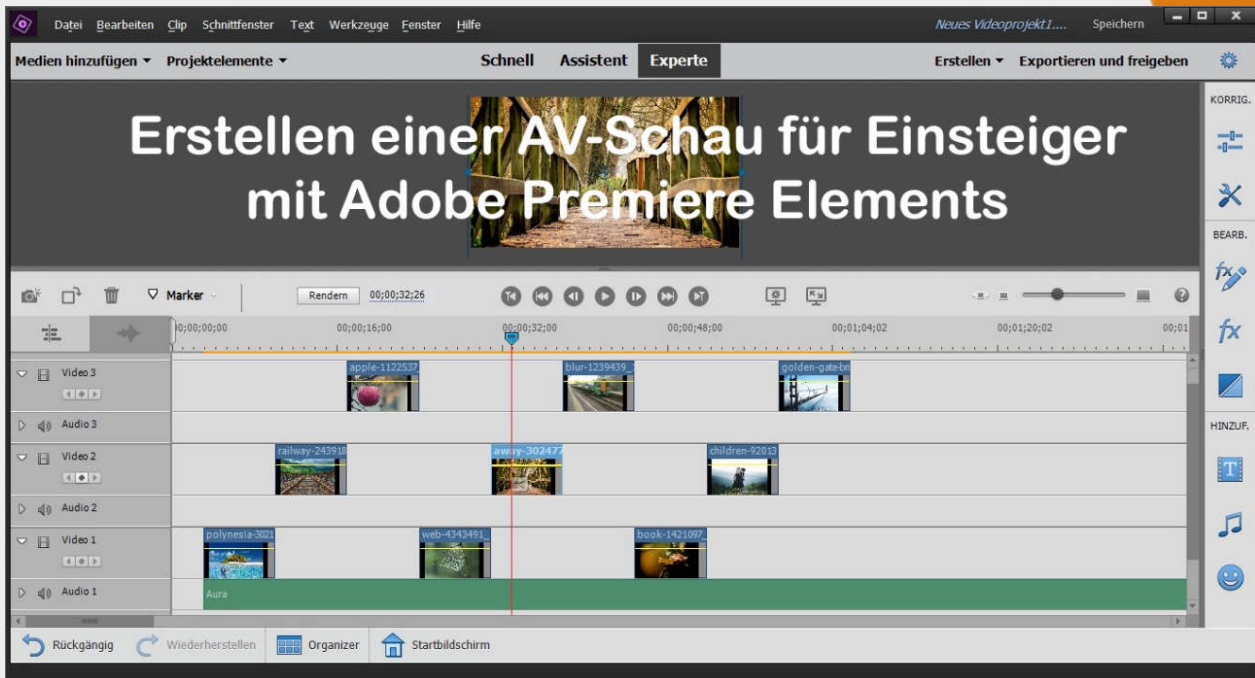 Datei Bearbeiten Clip Schnittfenster Text Werkzeuge Fenster Hilfe
Neues Videoprojekt1.... Speichern
Medien hinzufügen Projektelemente Schnell Assistent Experte Erstellen Exportieren und freigeben
KORRIG.
Erstellen einer AV-Schau für Einsteiger
mit Adobe Premiere Elements
BEARB.
Marker Rendern 00;00;32;26
0;00;00;00 00;00;16;00 00;00;32;00 00;00;48;00 00;01;04;02 00;01;20;02 00;01
fx
Video 3 apple-1122537 blur-1239439_ golden-gate-bri
Audio 3
HINZUF.
Video 2 railway-243918 away-302477 children-92013
Audio 2
Video 1 polynesia-3021 web-4343491_ book-1421097_
Audio 1 Aura
Rückgängig Wiederherstellen Organizer Startbildschirm